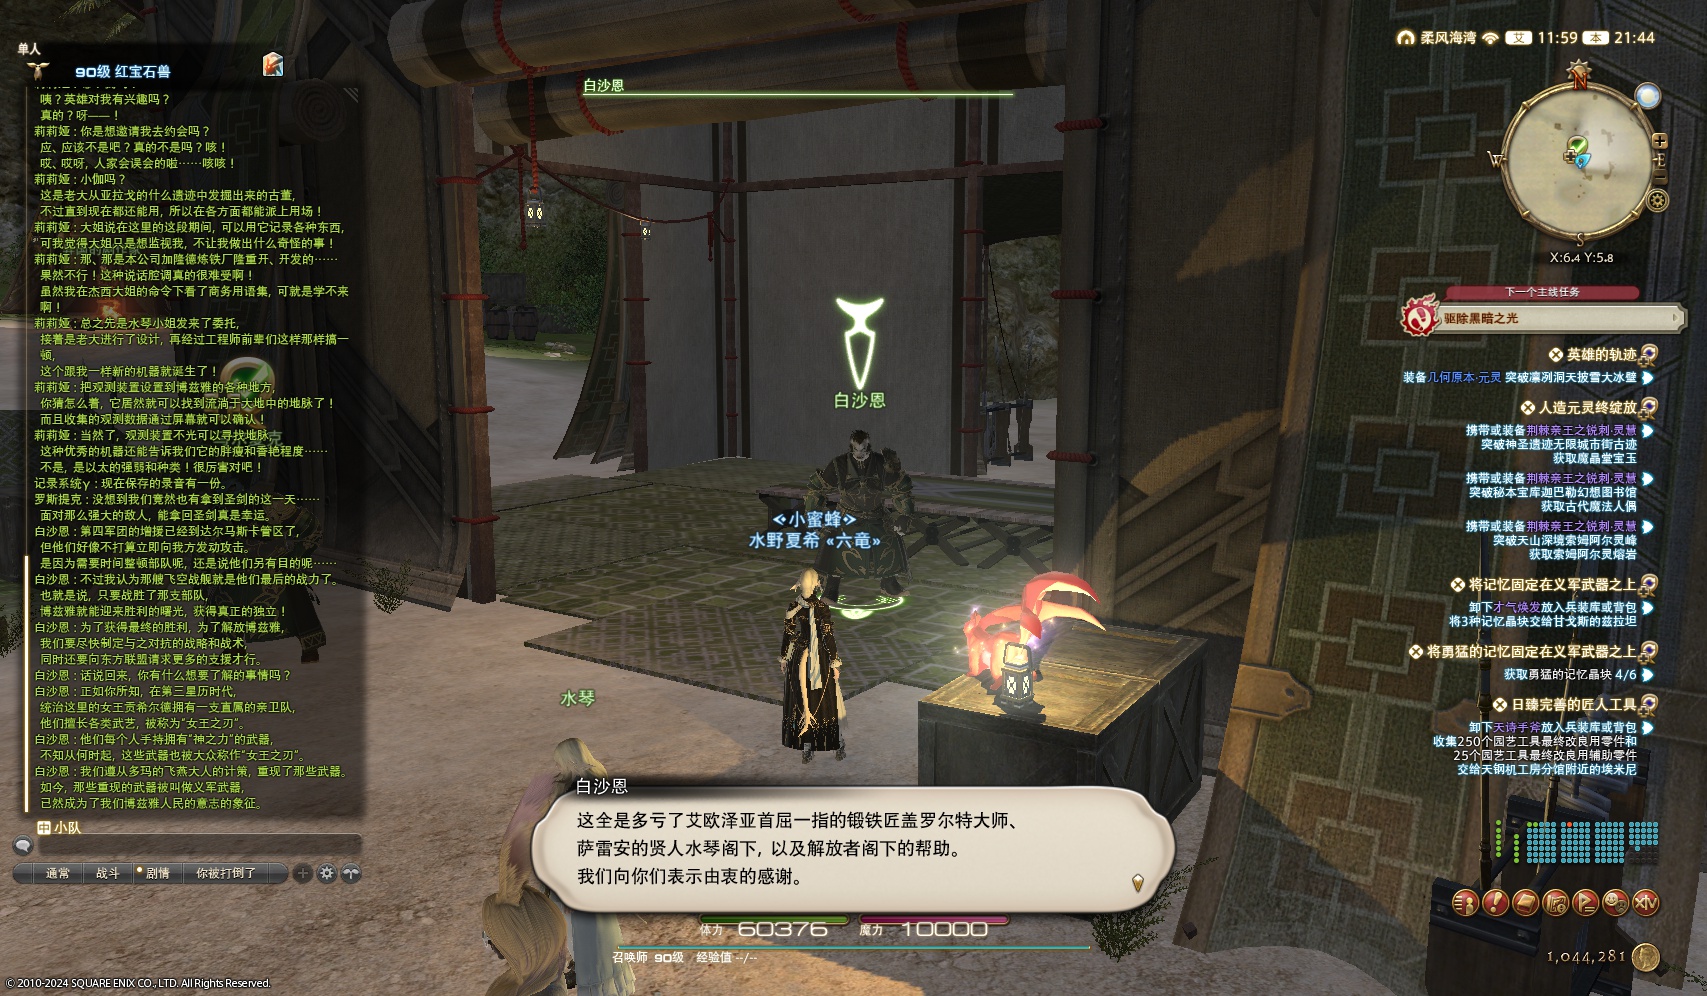 单人
90级 红宝石兽
咦？英雄对我有兴趣吗？
真的？呀——！
莉莉娅：你是想邀请我去约会吗？
应、应该不是吧？真的不是吗？咳！
哎、哎呀，人家会误会的啦……咳咳！
莉莉娅：小伽吗？
这是老大从亚拉戈的什么遗迹中发掘出来的古董，
不过直到现在都还能用，所以在各方面都能派上用场！
莉莉娅：大姐说在这里的这段期间，可以用它记录各种东西，
可我觉得大姐只是想监视我，不让我做出什么奇怪的事！
莉莉娅：那、那是本公司加隆德炼铁厂隆重开、开发的……
果然不行！这种说话腔调真的很难受啊！
虽然我在杰西大姐的命令下看了商务用语集，可就是学不来
啊！
莉莉娅：总之先是水琴小姐发来了委托，
接着是老大进行了设计，再经过工程师前辈们这样那样搞一
顿，
这个跟我一样新的机器就诞生了！
莉莉娅：把观测装置设置到博兹雅的各种地方，
你猜怎么着，它居然就可以找到流淌于大地中的地脉了！
而且收集的观测数据通过屏幕就可以确认！
莉莉娅：当然了，观测装置不光可以寻找地脉，
这种优秀的机器还能告诉我们它的胖瘦和香艳程度……
不是，是以太的强弱和种类！很厉害对吧！
记录系统γ：现在保存的录音有一份。
罗斯提克：没想到我们竟然也有拿到圣剑的这一天……
面对那么强大的敌人，能拿回圣剑真是幸运。
白沙恩：第四军团的增援已经到达尔马斯卡管区了，
但他们好像不打算立即向我方发动攻击。
是因为需要时间整顿部队呢，还是说他们另有目的呢……
白沙恩：不过我认为那艘飞空战舰就是他们最后的战力了。
也就是说，只要战胜了那支部队，
博兹雅就能迎来胜利的曙光，获得真正的独立！
白沙恩：为了获得最终的胜利，为了解放博兹雅，
我们要尽快制定与之对抗的战略和战术，
同时还要向东方联盟请求更多的支援才行。
白沙恩：话说回来，你有什么想要了解的事情吗？
白沙恩：正如你所知，在第三星历时代，
统治这里的女王贡希尔德拥有一支直属的亲卫队，
他们擅长各类武艺，被称为“女王之刃”。
白沙恩：他们每个人手持拥有“神之力”的武器，
不知从何时起，这些武器也被大众称作“女王之刃”。
白沙恩：我们遵从多玛的飞燕大人的计策，重现了那些武器。
如今，那些重现的武器被叫做义军武器，
已然成为了我们博兹雅人民的意志的象征。
中 小队
通常 战斗 剧情 你被打倒了
© 2010-2024 SQUARE ENIX CO., LTD. All Rights Reserved.
白沙恩
白沙恩
«小蜜蜂»
水野夏希 «六竜»
水琴
白沙恩
这全是多亏了艾欧泽亚首屈一指的锻铁匠盖罗尔特大师、
萨雷安的贤人水琴阁下，以及解放者阁下的帮助。
我们向你们表示由衷的感谢。
体力 60376 魔力 10000
召唤师 90级 经验值 --/--
柔风海湾 艾 11:59 本 21:44
N
W
E
S
X:6.4 Y:5.8
下一个主线任务
驱除黑暗之光
英雄的轨迹
装备几何原本·元灵 突破凛冽洞天披雪大冰壁
人造元灵终绽放
携带或装备荆棘亲王之锐刺·灵慧
突破神圣遗迹无限城市街古迹
获取魔晶堂宝玉
携带或装备荆棘亲王之锐刺·灵慧
突破秘本宝库迦巴勒幻想图书馆
获取古代魔法人偶
携带或装备荆棘亲王之锐刺·灵慧
突破天山深境索姆阿尔灵峰
获取索姆阿尔灵熔岩
将记忆固定在义军武器之上
卸下才气焕发放入兵装库或背包
将3种记忆晶块交给甘戈斯的兹拉坦
将勇猛的记忆固定在义军武器之上
获取勇猛的记忆晶块 4/6
日臻完善的匠人工具
卸下天诗手斧放入兵装库或背包
收集250个园艺工具最终改良用零件和
25个园艺工具最终改良用辅助零件
交给天钢机工房分馆附近的埃米尼
XIV
1,044,281